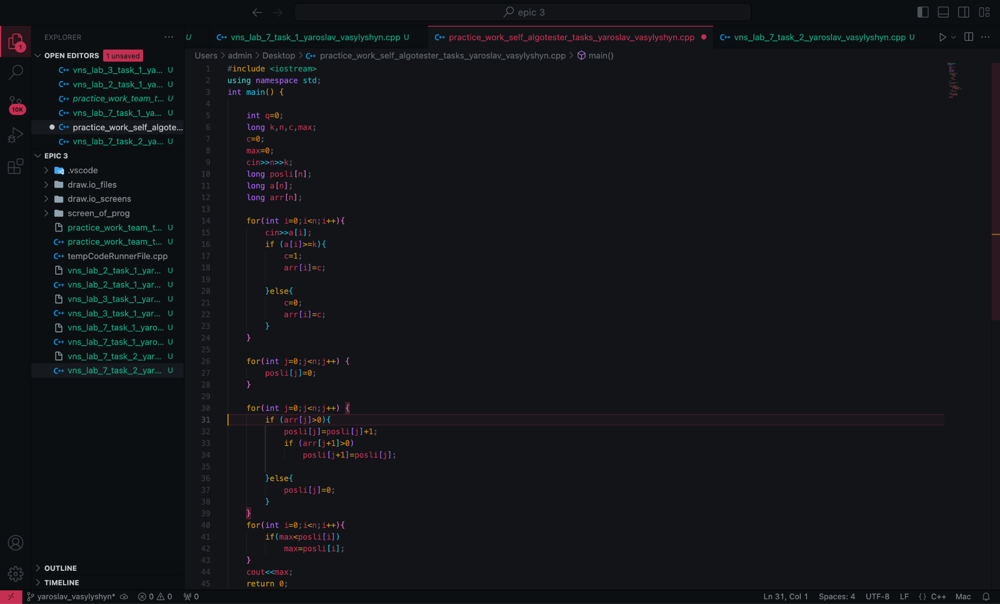 epic 3
EXPLORER
OPEN EDITORS 1 unsaved
vns_lab_3_task_1_ya... U
vns_lab_2_task_1_ya... U
practice_work_team_t... U
vns_lab_7_task_1_ya... U
practice_work_self_algote...
vns_lab_7_task_2_ya... U
EPIC 3
.vscode
draw.io_files
draw.io_screens
screen_of_prog
practice_work_team_t... U
practice_work_team_t... U
tempCodeRunnerFile.cpp
vns_lab_2_task_1_yar... U
vns_lab_2_task_1_yar... U
vns_lab_3_task_1_yar... U
vns_lab_3_task_1_yar... U
vns_lab_7_task_1_yaro... U
vns_lab_7_task_1_yaro... U
vns_lab_7_task_2_yar... U
vns_lab_7_task_2_yar... U
OUTLINE
TIMELINE
1
10K
U
vns_lab_7_task_1_yaroslav_vasylyshyn.cpp U
practice_work_self_algotester_tasks_yaroslav_vasylyshyn.cpp
vns_lab_7_task_2_yaroslav_vasylyshyn.cpp U
Users > admin > Desktop > practice_work_self_algotester_tasks_yaroslav_vasylyshyn.cpp > main()
1 #include <iostream>
2 using namespace std;
3 int main() {
4
5 int q=0;
6 long k,n,c,max;
7 c=0;
8 max=0;
9 cin>>n>>k;
10 long posli[n];
11 long a[n];
12 long arr[n];
13
14 for(int i=0;i<n;i++){
15 cin>>a[i];
16 if (a[i]>=k){
17 c=1;
18 arr[i]=c;
19
20 }else{
21 c=0;
22 arr[i]=c;
23 }
24 }
25
26 for(int j=0;j<n;j++) {
27 posli[j]=0;
28 }
29
30 for(int j=0;j<n;j++) {
31 if (arr[j]>0){
32 posli[j]=posli[j]+1;
33 if (arr[j+1]>0)
34 posli[j+1]=posli[j];
35
36 }else{
37 posli[j]=0;
38 }
39 }
40 for(int i=0;i<n;i++){
41 if(max<posli[i])
42 max=posli[i];
43 }
44 cout<<max;
45 return 0;
yaroslav_vasylyshyn* 0 0 0
Ln 31, Col 1 Spaces: 4 UTF-8 LF {} C++ Mac